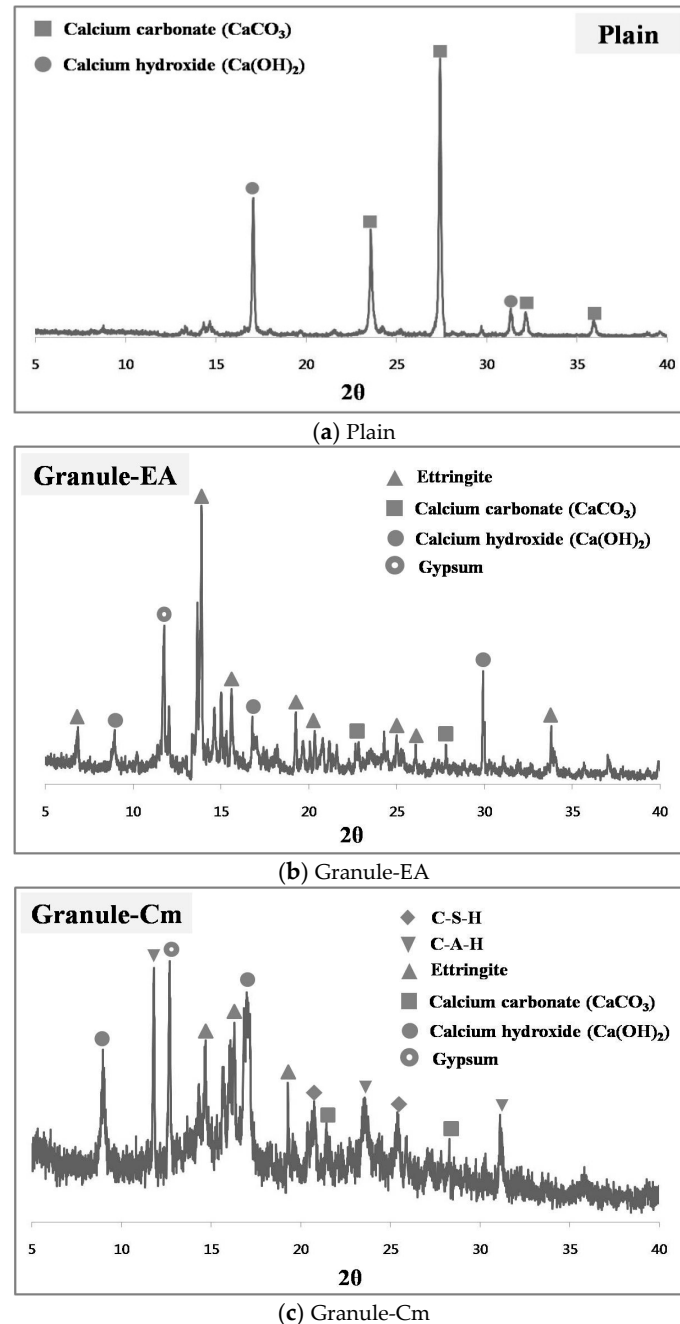 Calcium carbonate (CaCO₃)
Plain
Calcium hydroxide (Ca(OH)₂)
5 10 15 20 25 30 35 40
2θ
(a) Plain
Granule-EA
Ettringite
Calcium carbonate (CaCO₃)
Calcium hydroxide (Ca(OH)₂)
Gypsum
5 10 15 20 25 30 35 40
2θ
(b) Granule-EA
Granule-Cm
C-S-H
C-A-H
Ettringite
Calcium carbonate (CaCO₃)
Calcium hydroxide (Ca(OH)₂)
Gypsum
5 10 15 20 25 30 35 40
2θ
(c) Granule-Cm